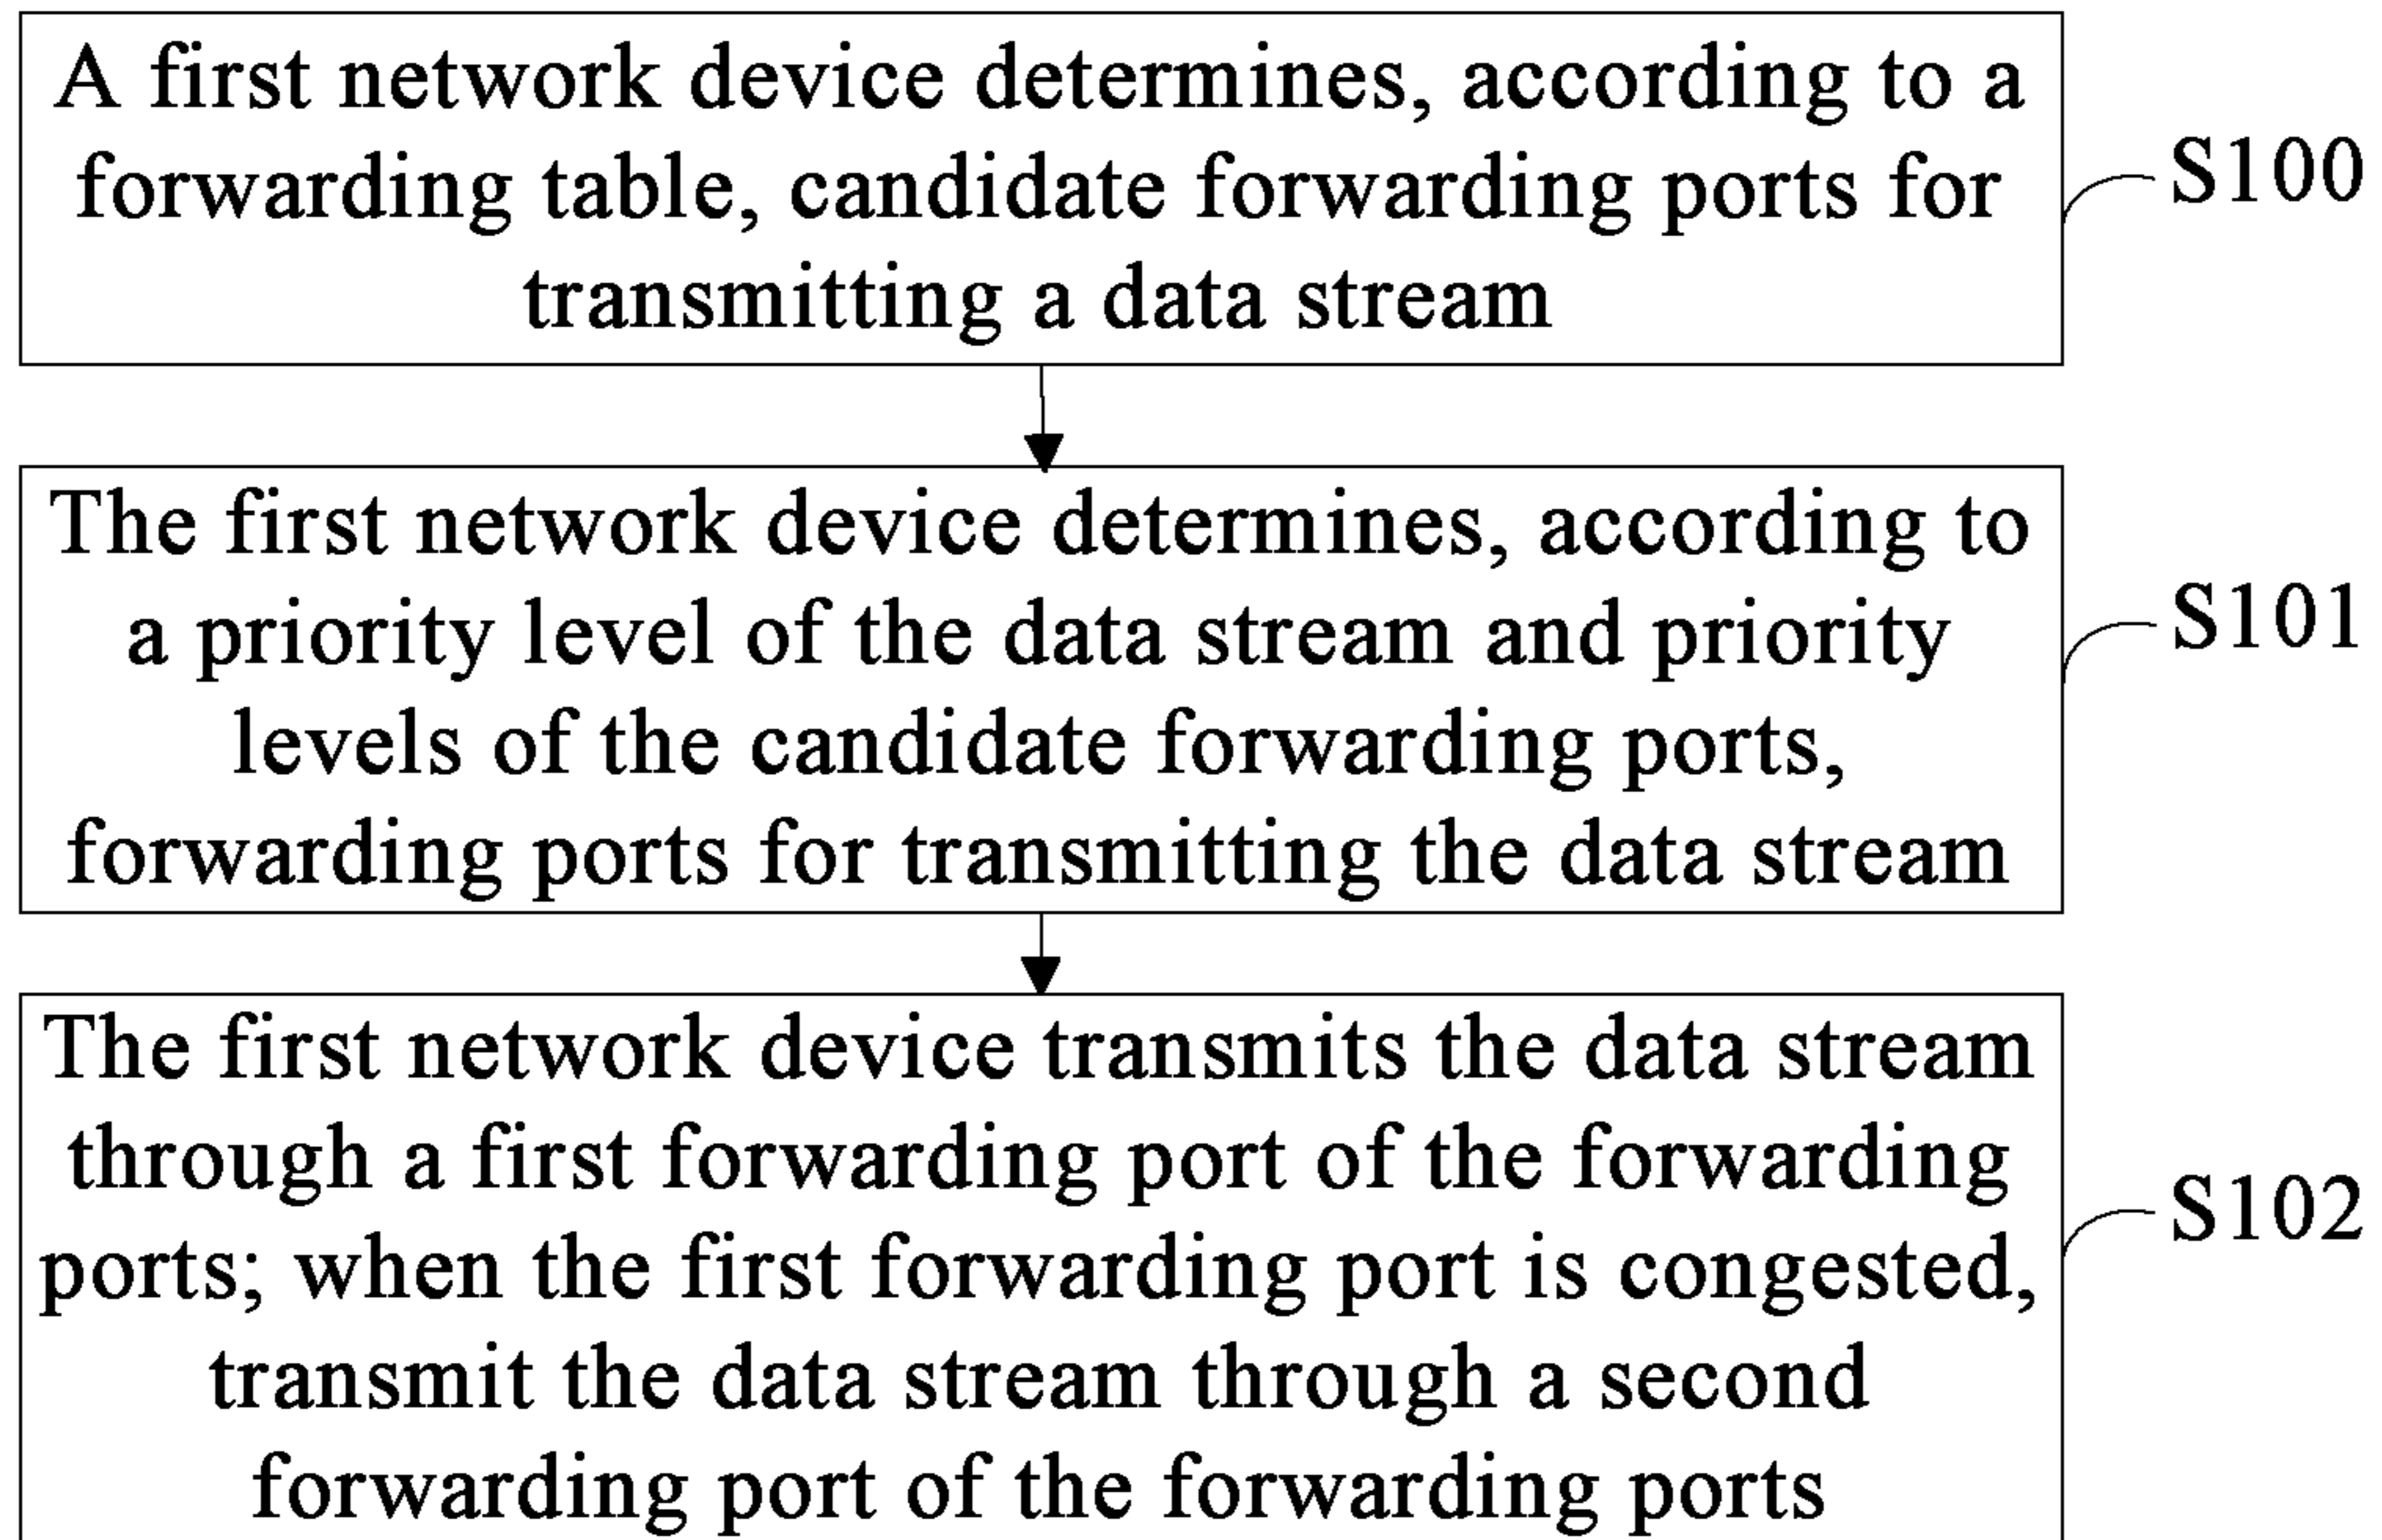 A first network device determines, according to a
forwarding table, candidate forwarding ports for
transmitting a data stream
S100
The first network device determines, according to
a priority level of the data stream and priority
levels of the candidate forwarding ports,
forwarding ports for transmitting the data stream
S101
The first network device transmits the data stream
through a first forwarding port of the forwarding
ports; when the first forwarding port is congested,
transmit the data stream through a second
forwarding port of the forwarding ports
S102